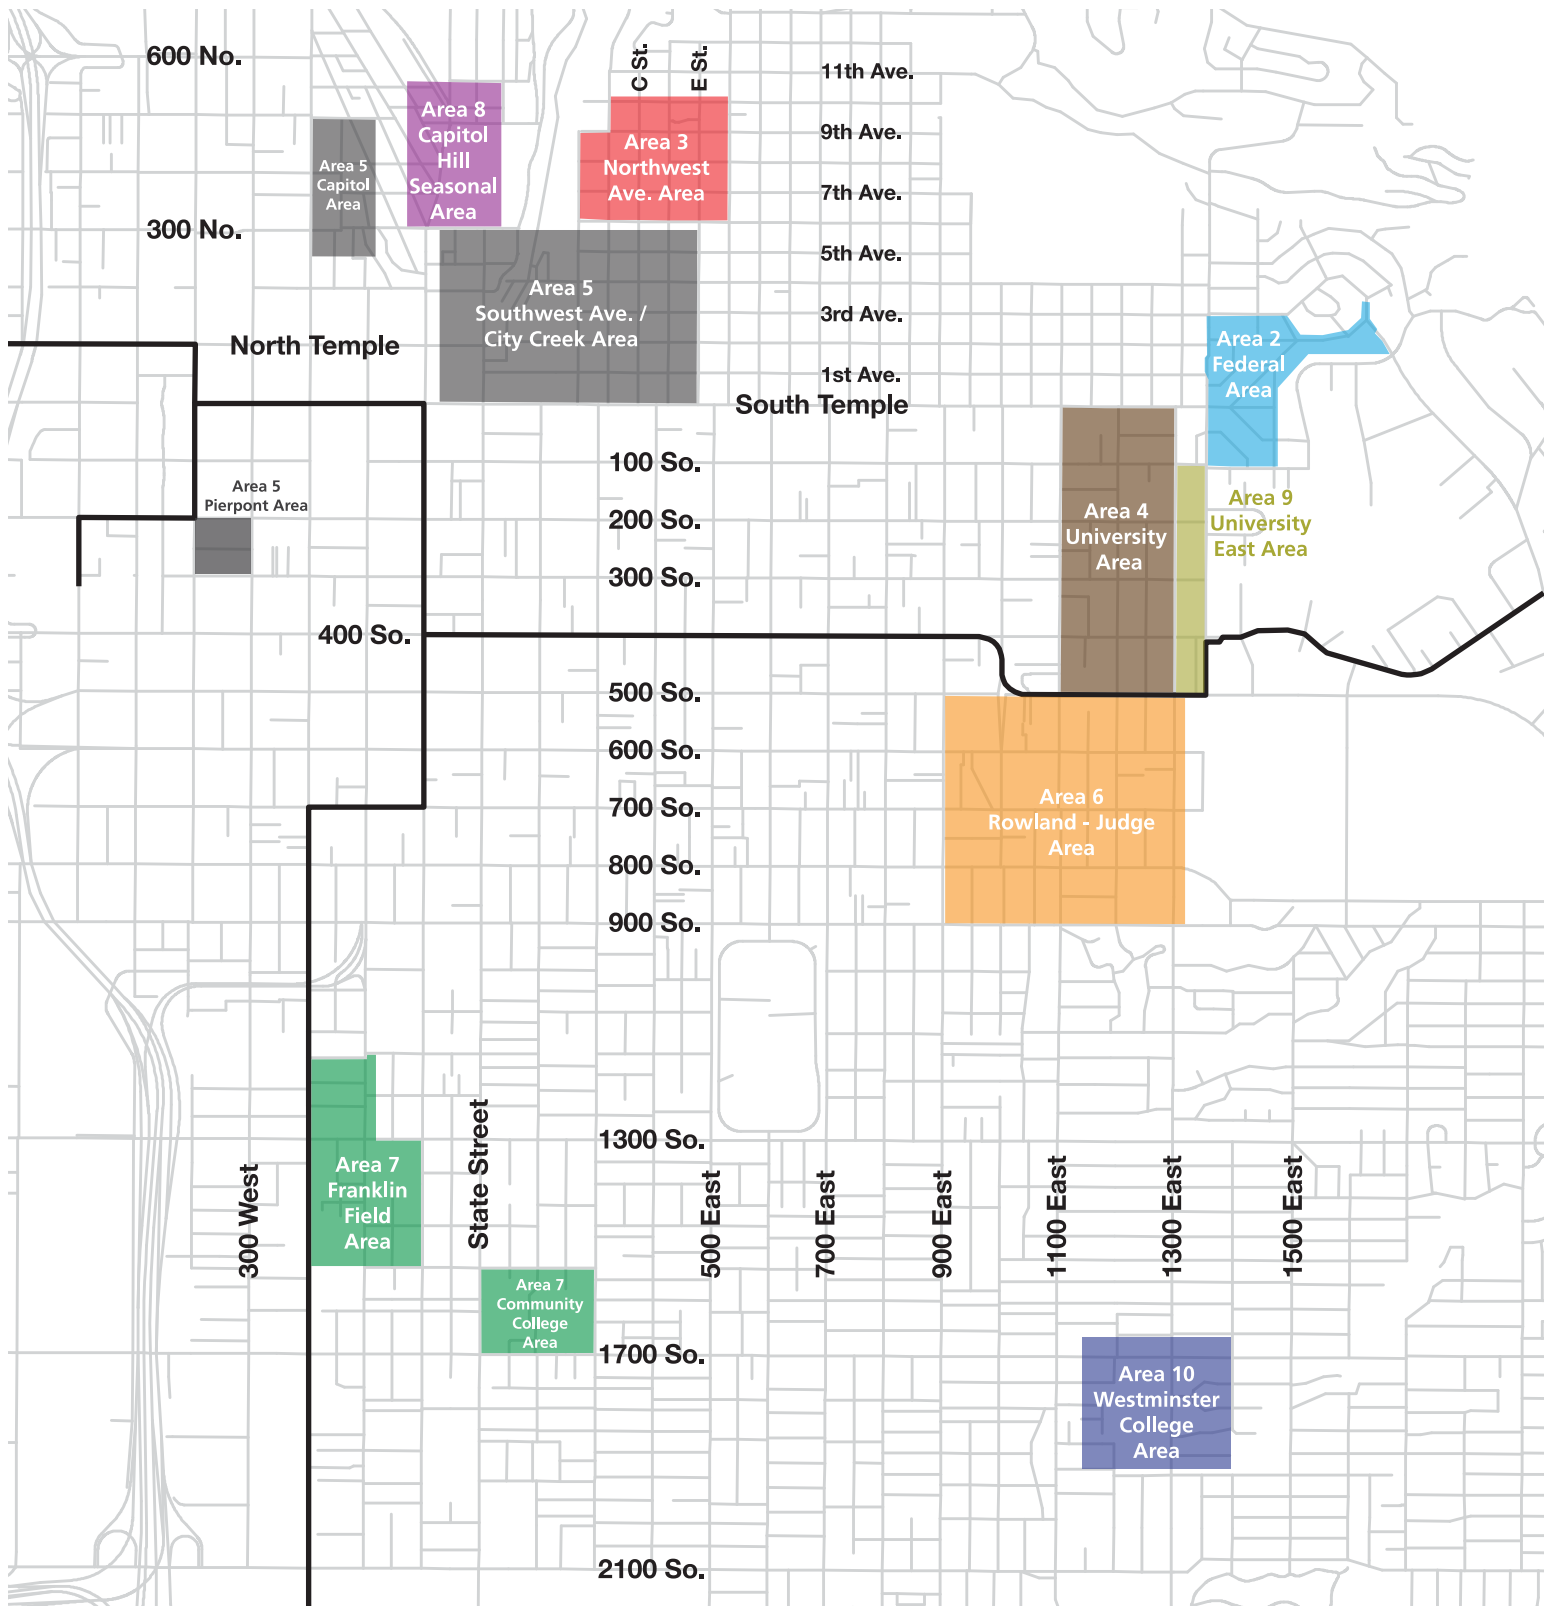 600 No.
C St.
E St.
11th Ave.
Area 8
Capitol
Hill
Seasonal
Area
Area 3
Northwest
Ave. Area
9th Ave.
Area 5
Capitol
Area
7th Ave.
300 No.
5th Ave.
Area 5
Southwest Ave. /
City Creek Area
3rd Ave.
North Temple
Area 2
Federal
Area
1st Ave.
South Temple
100 So.
Area 5
Pierpont Area
200 So.
Area 4
University
Area
Area 9
University
East Area
300 So.
400 So.
500 So.
600 So.
700 So.
Area 6
Rowland - Judge
Area
800 So.
900 So.
1300 So.
300 West
Area 7
Franklin
Field
Area
State Street
500 East
700 East
900 East
1100 East
1300 East
1500 East
Area 7
Community
College
Area
1700 So.
Area 10
Westminster
College
Area
2100 So.